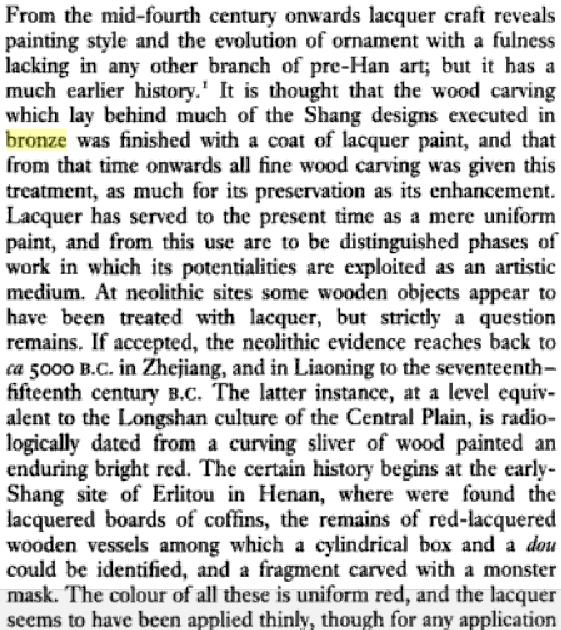 From the mid-fourth century onwards lacquer craft reveals
painting style and the evolution of ornament with a fulness
lacking in any other branch of pre-Han art; but it has a
much earlier history.¹ It is thought that the wood carving
which lay behind much of the Shang designs executed in
bronze was finished with a coat of lacquer paint, and that
from that time onwards all fine wood carving was given this
treatment, as much for its preservation as its enhancement.
Lacquer has served to the present time as a mere uniform
paint, and from this use are to be distinguished phases of
work in which its potentialities are exploited as an artistic
medium. At neolithic sites some wooden objects appear to
have been treated with lacquer, but strictly a question
remains. If accepted, the neolithic evidence reaches back to
ca 5000 B.C. in Zhejiang, and in Liaoning to the seventeenth–
fifteenth century B.C. The latter instance, at a level equiv-
alent to the Longshan culture of the Central Plain, is radio-
logically dated from a curving sliver of wood painted an
enduring bright red. The certain history begins at the early-
Shang site of Erlitou in Henan, where were found the
lacquered boards of coffins, the remains of red-lacquered
wooden vessels among which a cylindrical box and a dou
could be identified, and a fragment carved with a monster
mask. The colour of all these is uniform red, and the lacquer
seems to have been applied thinly, though for any application